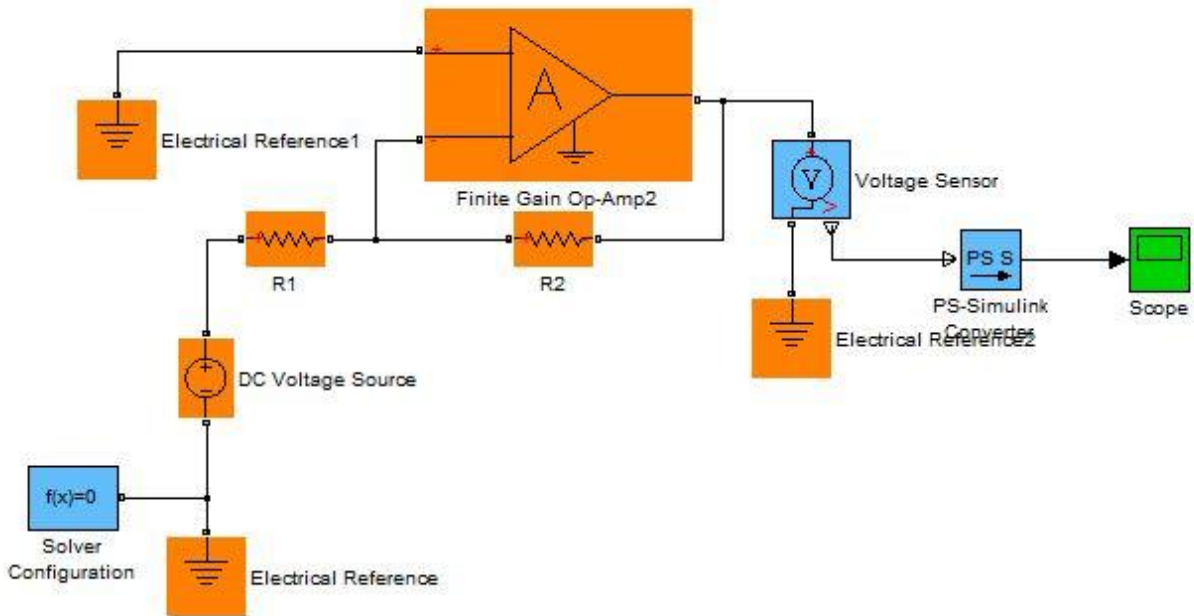 +
-
A
Electrical Reference1
Finite Gain Op-Amp2
+
V
Voltage Sensor
+
R1
+
R2
PS S
PS-Simulink
Converter
Scope
Electrical Reference2
+
DC Voltage Source
f(x)=0
Solver
Configuration
Electrical Reference